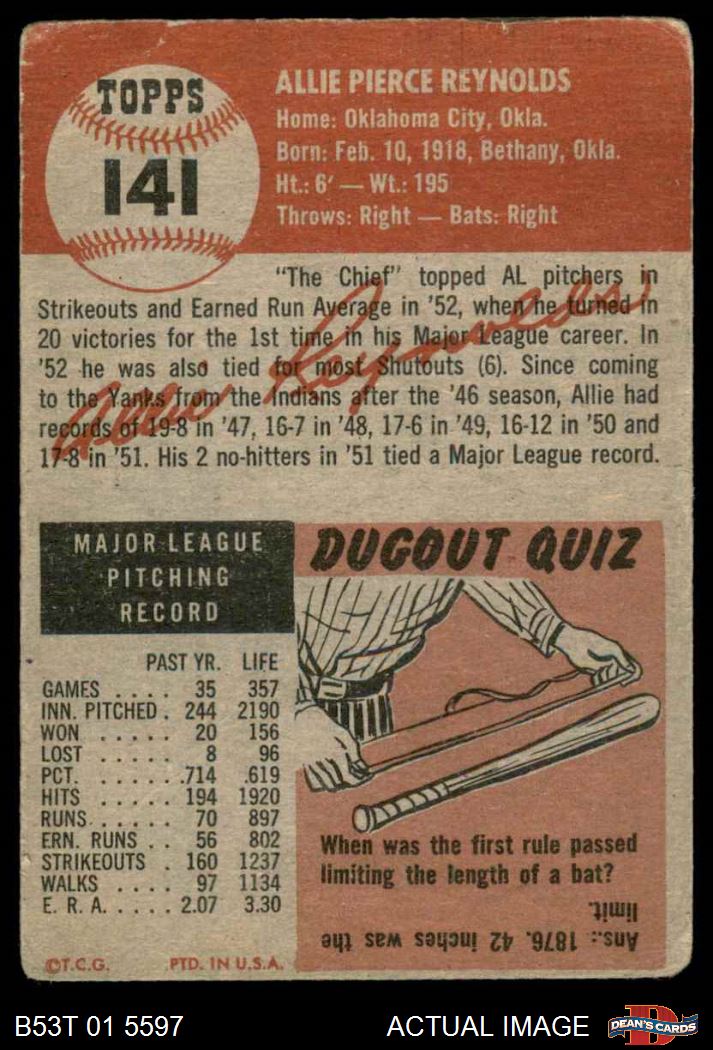 TOPPS
141
ALLIE PIERCE REYNOLDS
Home: Oklahoma City, Okla.
Born: Feb. 10, 1918, Bethany, Okla.
Ht.: 6' — Wt.: 195
Throws: Right — Bats: Right
"The Chief" topped AL pitchers in
Strikeouts and Earned Run Average in '52, when he turned in
20 victories for the 1st time in his Major League career. In
'52 he was also tied for most Shutouts (6). Since coming
to the Yanks from the Indians after the '46 season, Allie had
records of 19-8 in '47, 16-7 in '48, 17-6 in '49, 16-12 in '50 and
17-8 in '51. His 2 no-hitters in '51 tied a Major League record.
Allie Reynolds
MAJOR LEAGUE
PITCHING
RECORD
PAST YR. LIFE
GAMES . . . . 35 357
INN. PITCHED . 244 2190
WON . . . . . 20 156
LOST . . . . . 8 96
PCT. . . . . . .714 .619
HITS . . . . . 194 1920
RUNS . . . . . 70 897
ERN. RUNS . . 56 802
STRIKEOUTS . 160 1237
WALKS . . . . 97 1134
E. R. A. . . . . . 2.07 3.30
©T.C.G. PTD. IN U.S.A.
DUGOUT QUIZ
When was the first rule passed
limiting the length of a bat?
Ans.: 1876. 42 inches was the
limit.
B53T 01 5597
ACTUAL IMAGE
D
DEAN'S CARDS